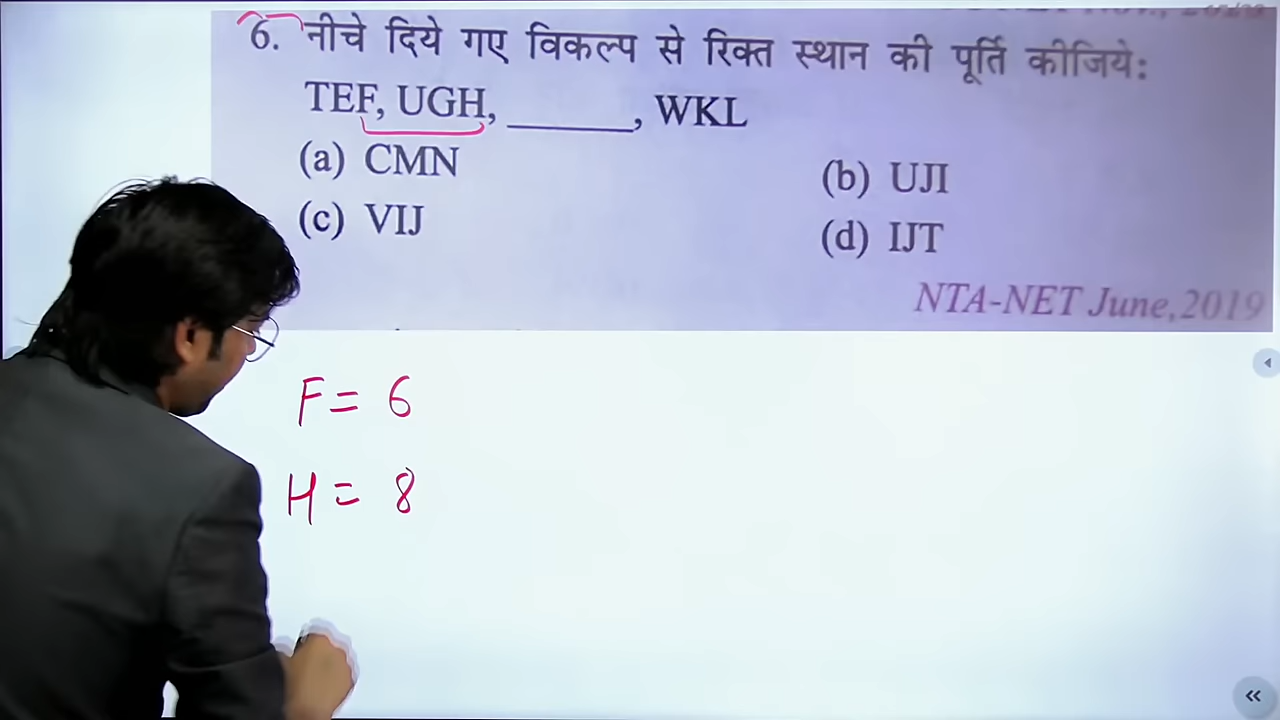 6. नीचे दिये गए विकल्प से रिक्त स्थान की पूर्ति कीजिये:
TEF, UGH, ______, WKL
(a) CMN
(b) UJI
(c) VIJ
(d) IJT
NTA-NET June,2019
F = 6
H = 8